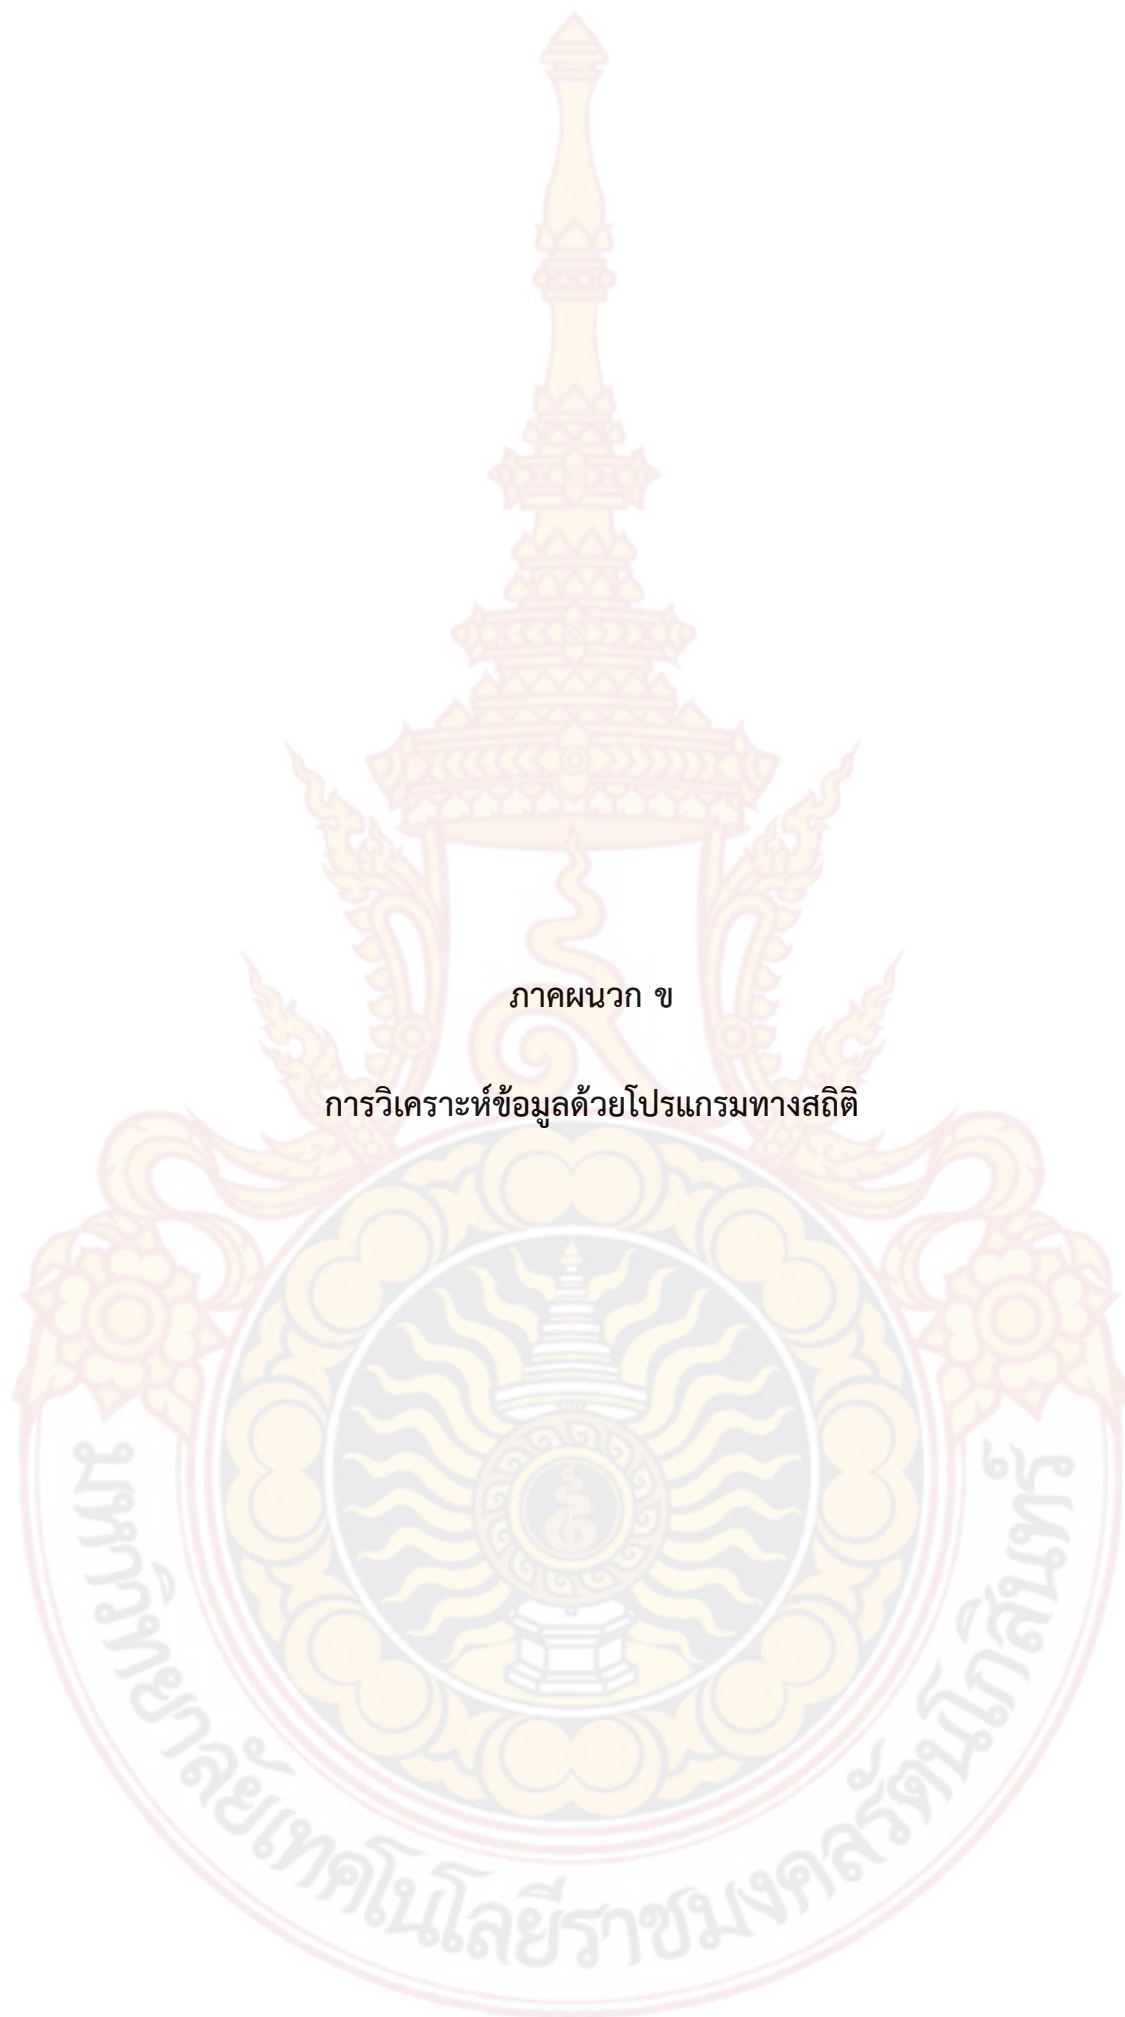 ภาคผนวก ข
การวิเคราะห์ข้อมูลด้วยโปรแกรมทางสถิติ
มหาวิทยาลัยเทคโนโลยีราชมงคลรัตนโกสินทร์